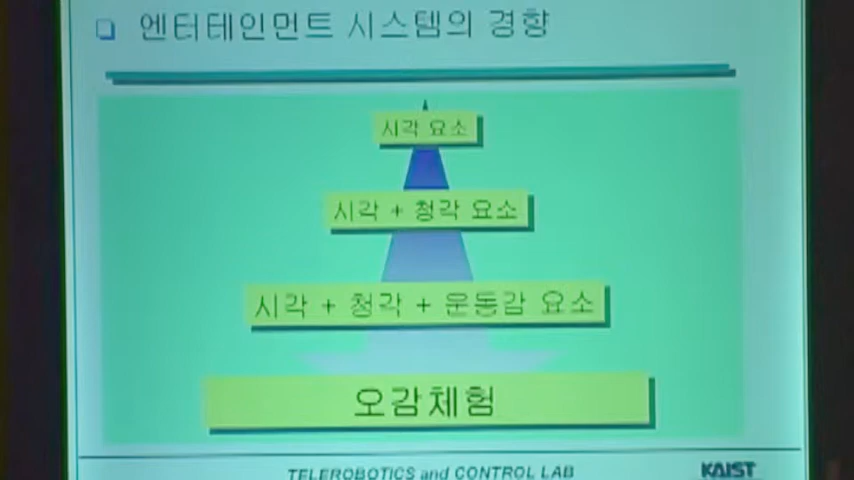 ❑ 엔터테인먼트 시스템의 경향
시각 요소
시각 + 청각 요소
시각 + 청각 + 운동감 요소
오감체험
TELEROBOTICS and CONTROL LAB
KAIST